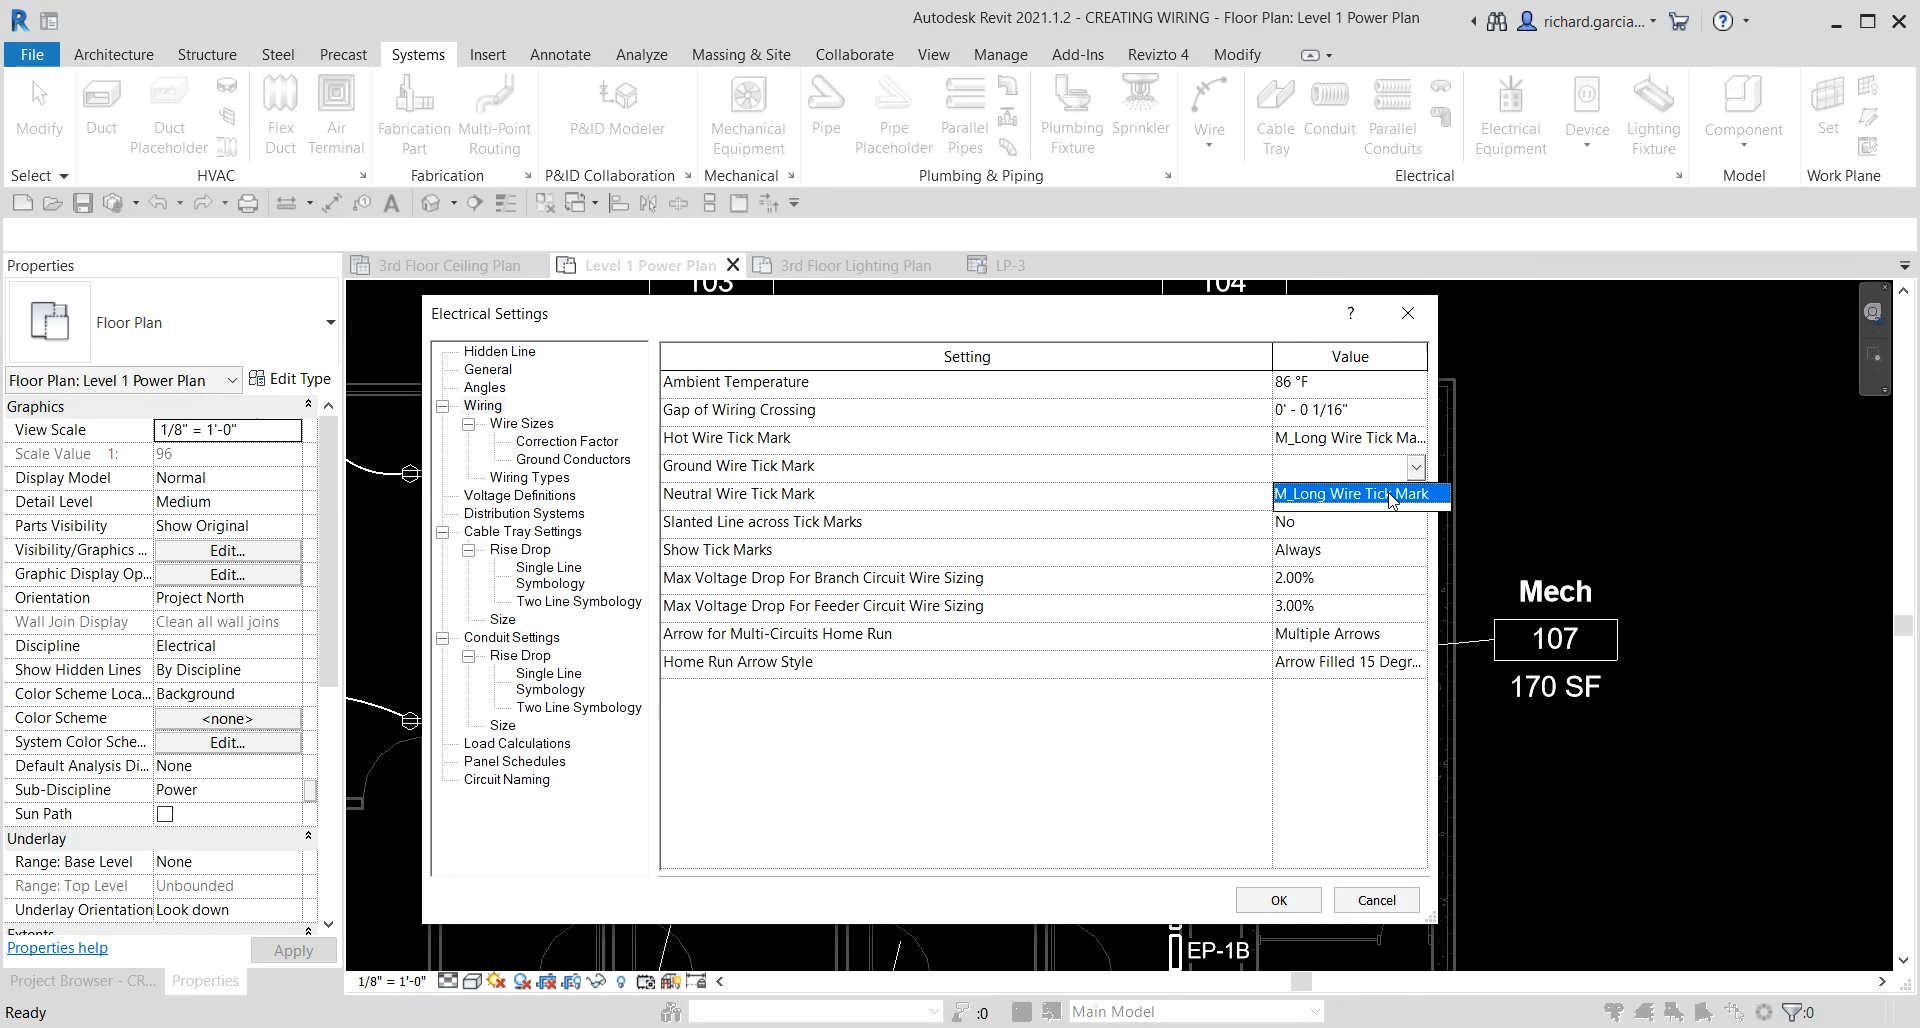 Autodesk Revit 2021.1.2 - CREATING WIRING - Floor Plan: Level 1 Power Plan
richard.garcia...
File Architecture Structure Steel Precast Systems Insert Annotate Analyze Massing & Site Collaborate View Manage Add-Ins Revizto 4 Modify
Modify Duct Duct Placeholder Flex Duct Air Terminal Fabrication Part Multi-Point Routing P&ID Modeler Mechanical Equipment Pipe Pipe Placeholder Parallel Pipes Plumbing Fixture Sprinkler Wire Cable Tray Conduit Parallel Conduits Electrical Equipment Device Lighting Fixture Component Set
Select HVAC Fabrication P&ID Collaboration Mechanical Plumbing & Piping Electrical Model Work Plane
Properties
3rd Floor Ceiling Plan Level 1 Power Plan 3rd Floor Lighting Plan LP-3
Floor Plan
Floor Plan: Level 1 Power Plan Edit Type
Graphics
View Scale 1/8" = 1'-0"
Scale Value 1: 96
Display Model Normal
Detail Level Medium
Parts Visibility Show Original
Visibility/Graphics ... Edit...
Graphic Display Op... Edit...
Orientation Project North
Wall Join Display Clean all wall joins
Discipline Electrical
Show Hidden Lines By Discipline
Color Scheme Loca... Background
Color Scheme <none>
System Color Sche... Edit...
Default Analysis Di... None
Sub-Discipline Power
Sun Path
Underlay
Range: Base Level None
Range: Top Level Unbounded
Underlay Orientation Look down
Extents
Properties help Apply
Project Browser - CR... Properties
103 104
Electrical Settings
Hidden Line
General
Angles
Wiring
Wire Sizes
Correction Factor
Ground Conductors
Wiring Types
Voltage Definitions
Distribution Systems
Cable Tray Settings
Rise Drop
Single Line
Symbology
Two Line Symbology
Size
Conduit Settings
Rise Drop
Single Line
Symbology
Two Line Symbology
Size
Load Calculations
Panel Schedules
Circuit Naming
Setting Value
Ambient Temperature 86 °F
Gap of Wiring Crossing 0' - 0 1/16"
Hot Wire Tick Mark M_Long Wire Tick Ma...
Ground Wire Tick Mark
Neutral Wire Tick Mark M_Long Wire Tick Mark
Slanted Line across Tick Marks No
Show Tick Marks Always
Max Voltage Drop For Branch Circuit Wire Sizing 2.00%
Max Voltage Drop For Feeder Circuit Wire Sizing 3.00%
Arrow for Multi-Circuits Home Run Multiple Arrows
Home Run Arrow Style Arrow Filled 15 Degr...
OK Cancel
Mech
107
170 SF
EP-1B
1/8" = 1'-0"
Ready
:0
Main Model
:0